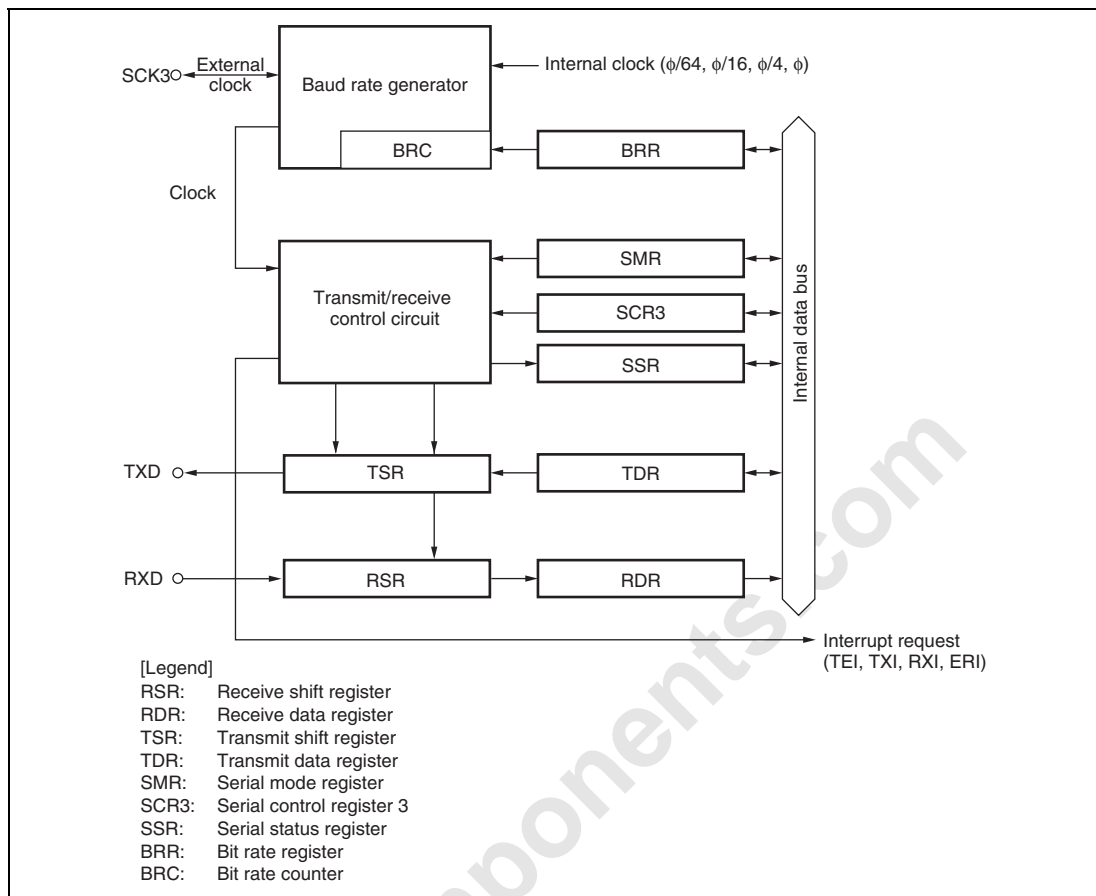 SCK3
External
clock
Baud rate generator
Internal clock (ϕ/64, ϕ/16, ϕ/4, ϕ)
BRC
BRR
Clock
Transmit/receive
control circuit
SMR
SCR3
SSR
Internal data bus
TXD
TSR
TDR
RXD
RSR
RDR
Interrupt request
(TEI, TXI, RXI, ERI)
[Legend]
RSR: Receive shift register
RDR: Receive data register
TSR: Transmit shift register
TDR: Transmit data register
SMR: Serial mode register
SCR3: Serial control register 3
SSR: Serial status register
BRR: Bit rate register
BRC: Bit rate counter